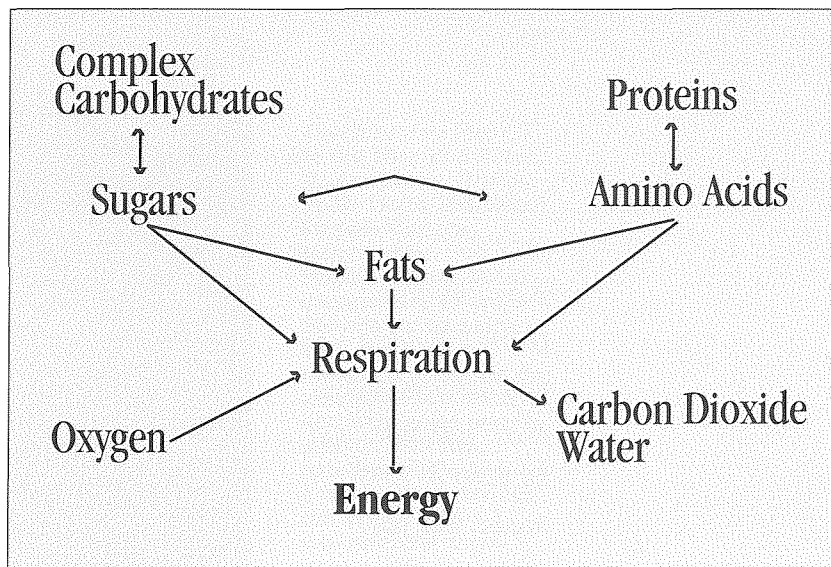 Complex
Carbohydrates
Proteins
Sugars
Amino Acids
Fats
Respiration
Oxygen
Carbon Dioxide
Water
Energy